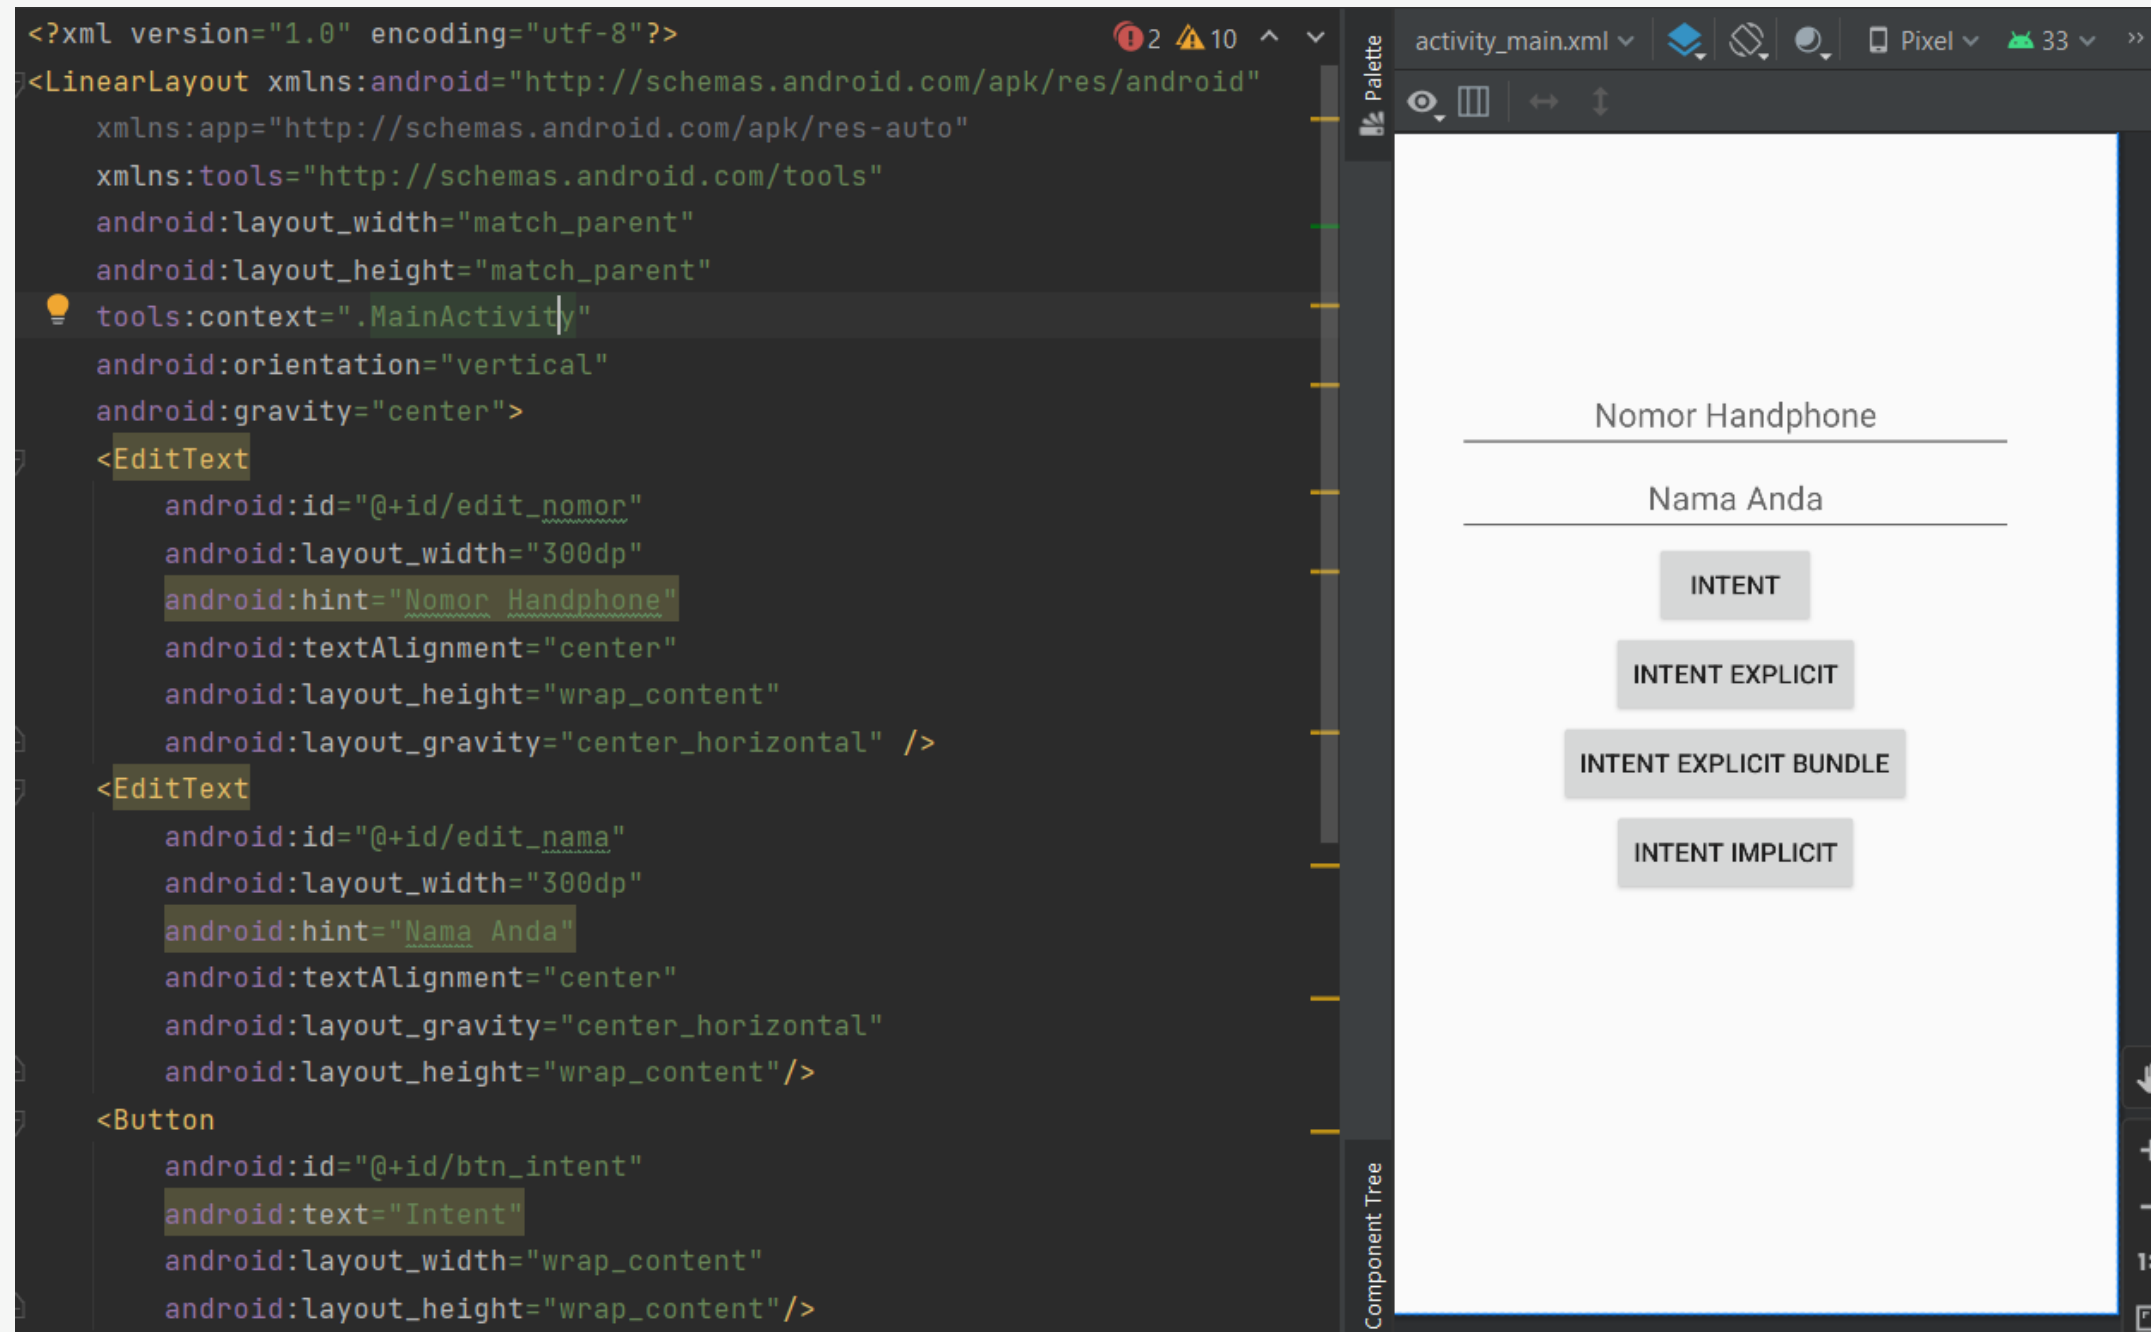 <?xml version="1.0" encoding="utf-8"?>
2 10
<LinearLayout xmlns:android="http://schemas.android.com/apk/res/android"
xmlns:app="http://schemas.android.com/apk/res-auto"
xmlns:tools="http://schemas.android.com/tools"
android:layout_width="match_parent"
android:layout_height="match_parent"
tools:context=".MainActivity"
android:orientation="vertical"
android:gravity="center">
<EditText
android:id="@+id/edit_nomor"
android:layout_width="300dp"
android:hint="Nomor Handphone"
android:textAlignment="center"
android:layout_height="wrap_content"
android:layout_gravity="center_horizontal" />
<EditText
android:id="@+id/edit_nama"
android:layout_width="300dp"
android:hint="Nama Anda"
android:textAlignment="center"
android:layout_gravity="center_horizontal"
android:layout_height="wrap_content"/>
<Button
android:id="@+id/btn_intent"
android:text="Intent"
android:layout_width="wrap_content"
android:layout_height="wrap_content"/>
Palette
Component Tree
activity_main.xml Pixel 33 »
Nomor Handphone
Nama Anda
INTENT
INTENT EXPLICIT
INTENT EXPLICIT BUNDLE
INTENT IMPLICIT